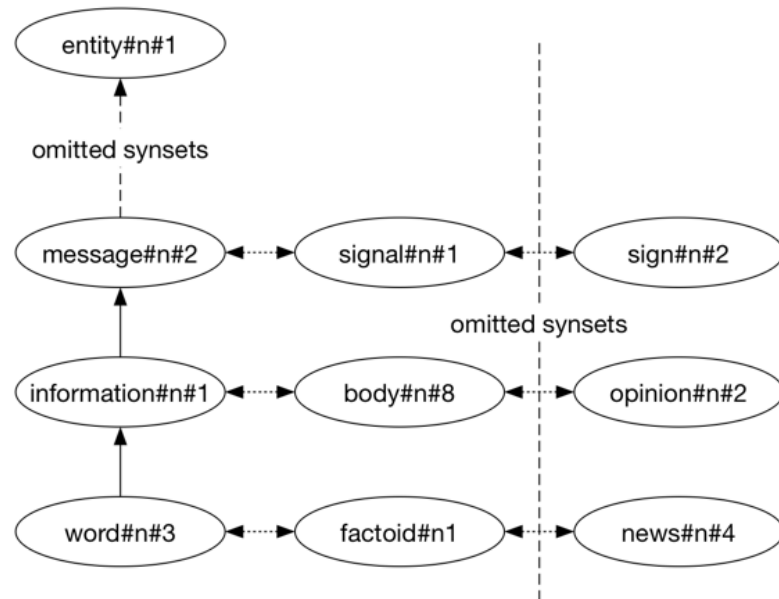 entity#n#1
omitted synsets
message#n#2
signal#n#1
sign#n#2
omitted synsets
information#n#1
body#n#8
opinion#n#2
word#n#3
factoid#n1
news#n#4